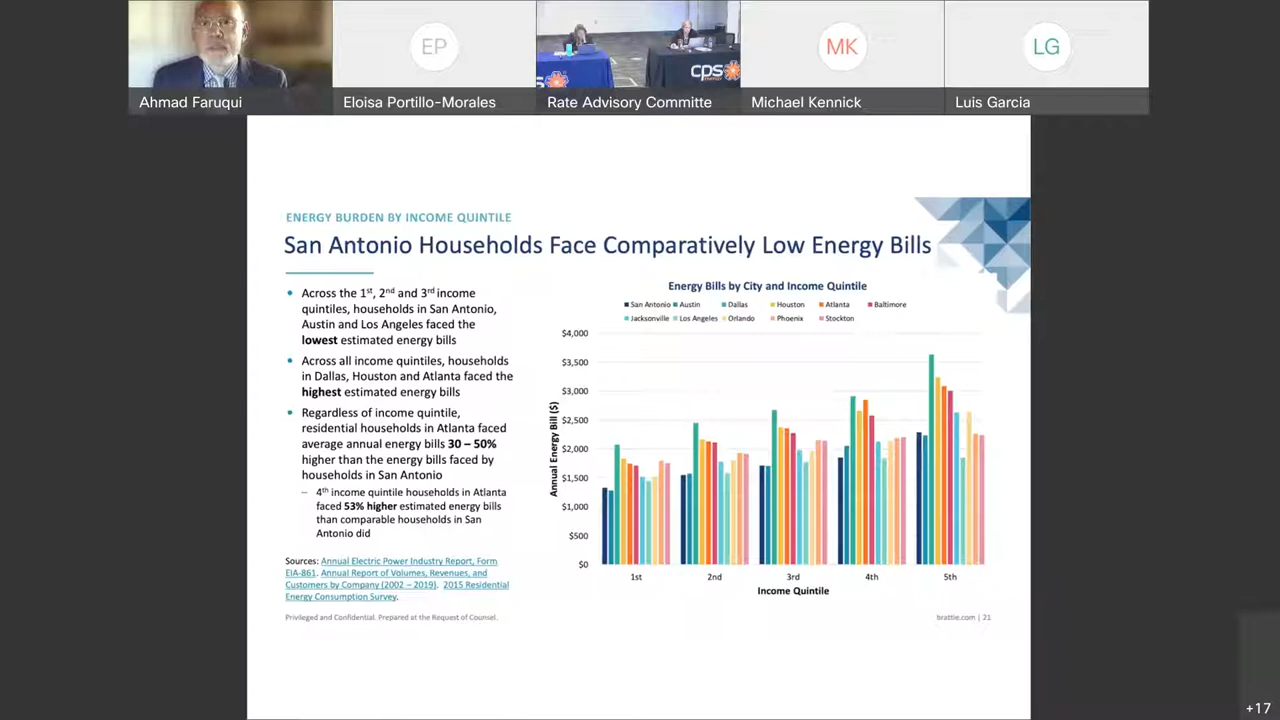 EP
MK
LG
cps
Ahmad Faruqui
Eloisa Portillo-Morales
Rate Advisory Committe
Michael Kennick
Luis Garcia
ENERGY BURDEN BY INCOME QUINTILE
San Antonio Households Face Comparatively Low Energy Bills
• Across the 1st, 2nd and 3rd income
quintiles, households in San Antonio,
Austin and Los Angeles faced the
lowest estimated energy bills
• Across all income quintiles, households
in Dallas, Houston and Atlanta faced the
highest estimated energy bills
• Regardless of income quintile,
residential households in Atlanta faced
average annual energy bills 30 – 50%
higher than the energy bills faced by
households in San Antonio
– 4th income quintile households in Atlanta
faced 53% higher estimated energy bills
than comparable households in San
Antonio did
Sources: Annual Electric Power Industry Report, Form
EIA-861. Annual Report of Volumes, Revenues, and
Customers by Company (2002 – 2019). 2015 Residential
Energy Consumption Survey.
Energy Bills by City and Income Quintile
San Antonio Austin Dallas Houston Atlanta Baltimore
Jacksonville Los Angeles Orlando Phoenix Stockton
$4,000
$3,500
$3,000
$2,500
$2,000
$1,500
$1,000
$500
$0
Annual Energy Bill ($)
1st 2nd 3rd 4th 5th
Income Quintile
Privileged and Confidential. Prepared at the Request of Counsel.
brattle.com | 21
+17